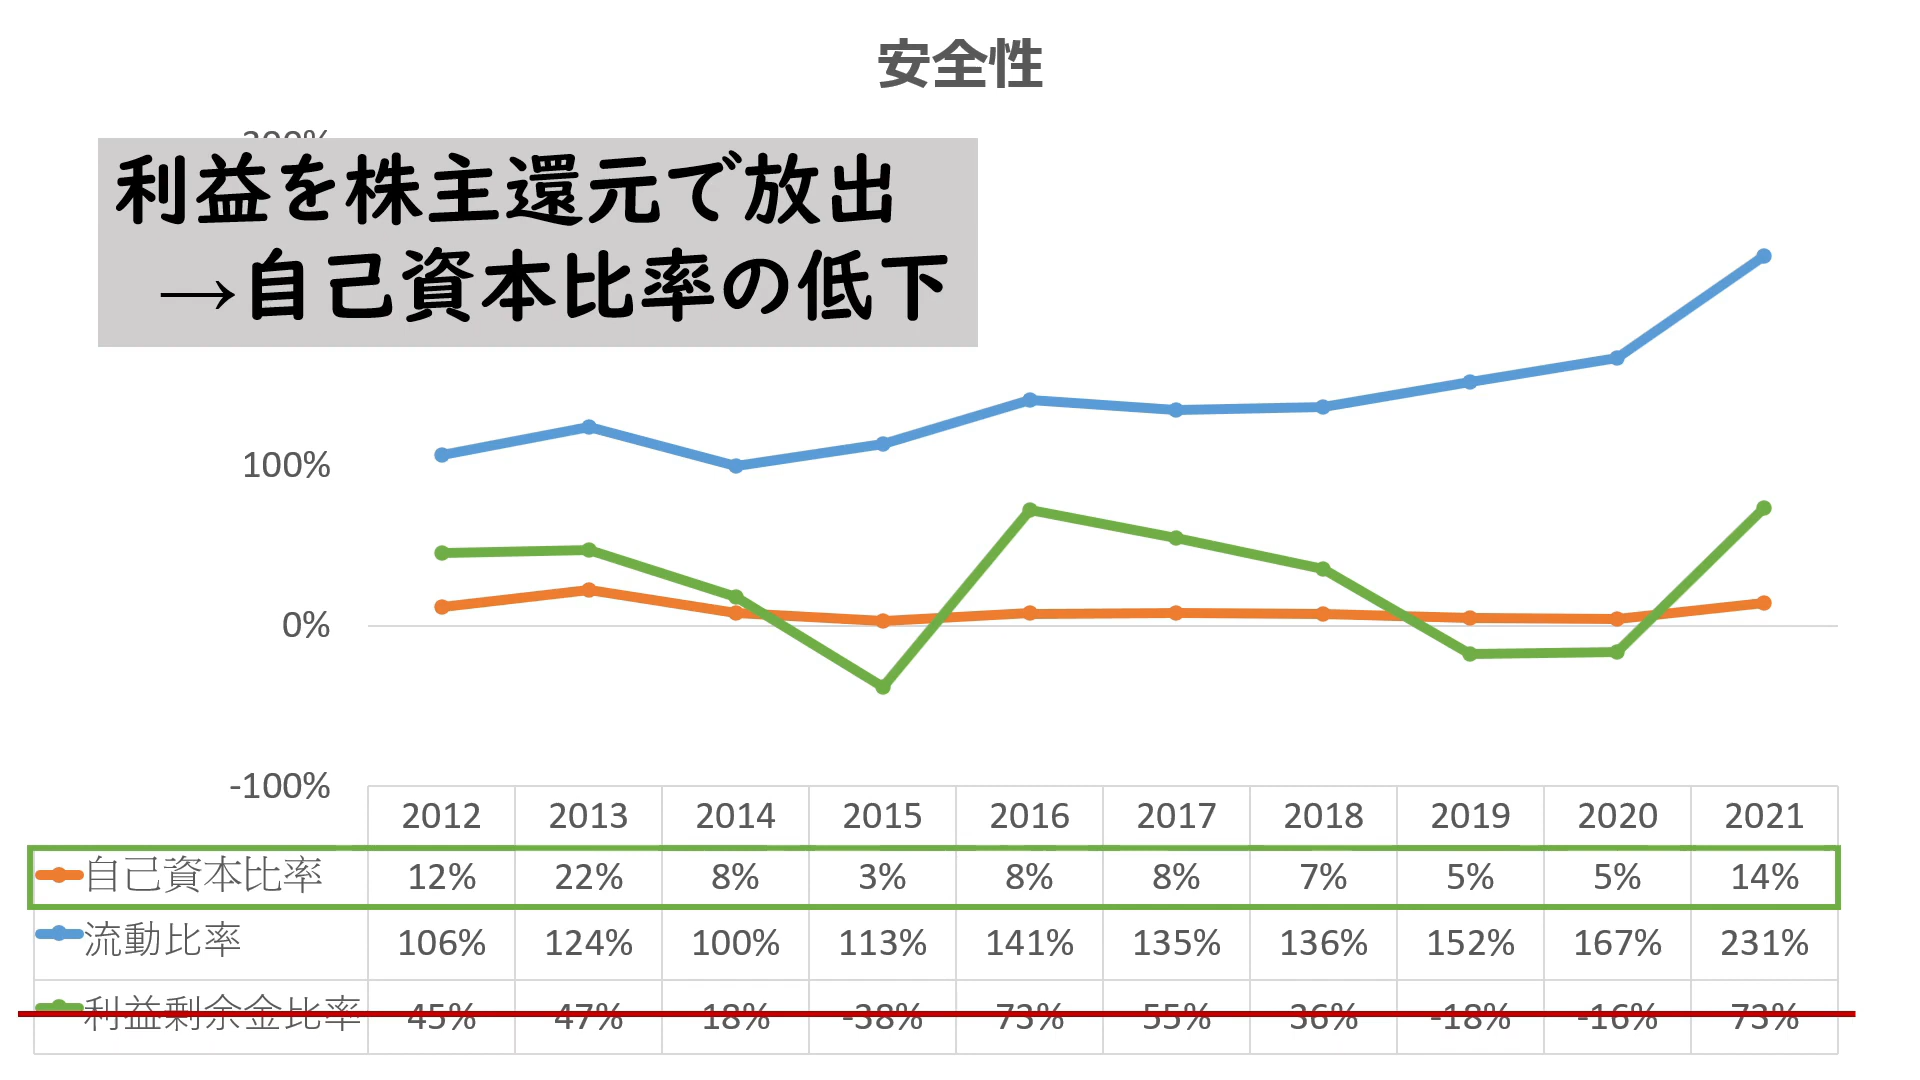 安全性
利益を株主還元で放出
→自己資本比率の低下
100%
0%
-100%
2012 2013 2014 2015 2016 2017 2018 2019 2020 2021
自己資本比率 12% 22% 8% 3% 8% 8% 7% 5% 5% 14%
流動比率 106% 124% 100% 113% 141% 135% 136% 152% 167% 231%
利益剰余金比率 45% 47% 18% -38% 73% 55% 36% -18% -16% 73%